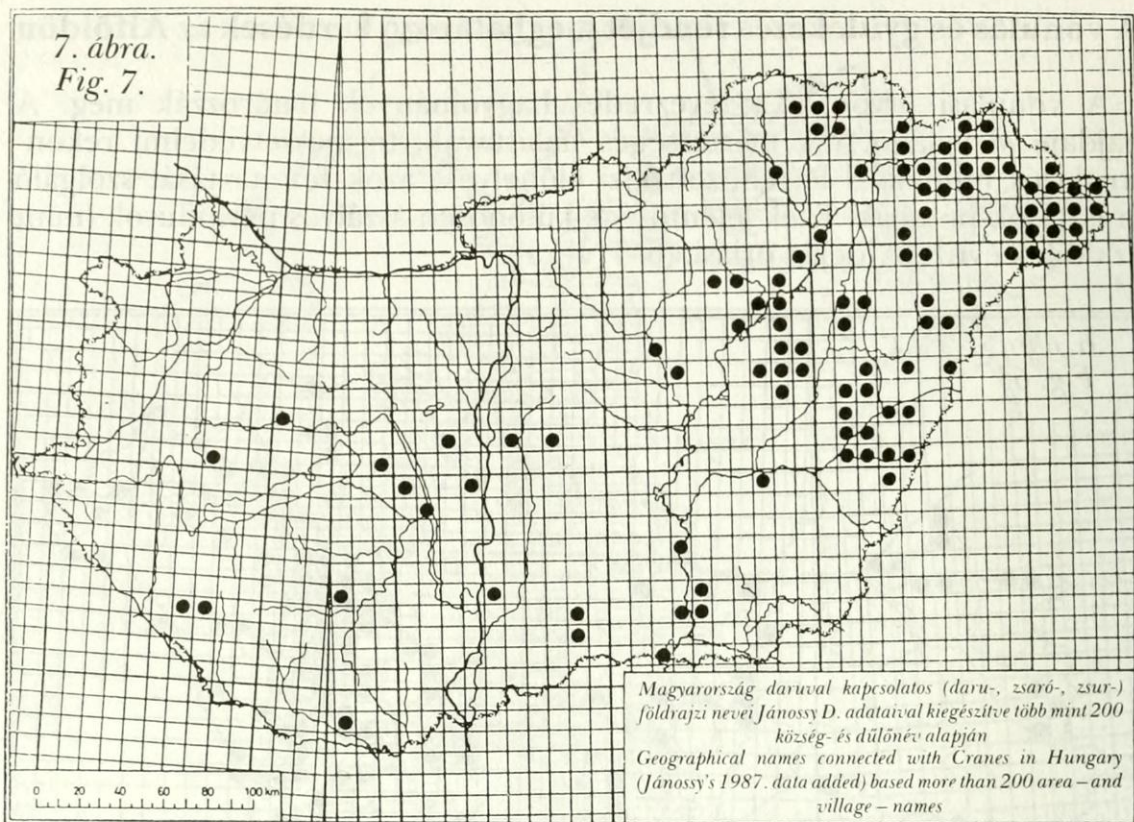 7. ábra.
Fig. 7.
Magyarország daruval kapcsolatos (daru-, zsaró-, zsur-)
földrajzi nevei Jánossy D. adataival kiegészítve több mint 200
község- és dűlőnév alapján
Geographical names connected with Cranes in Hungary
(Jánossy's 1987. data added) based more than 200 area – and
village – names
0 20 40 60 80 100 km